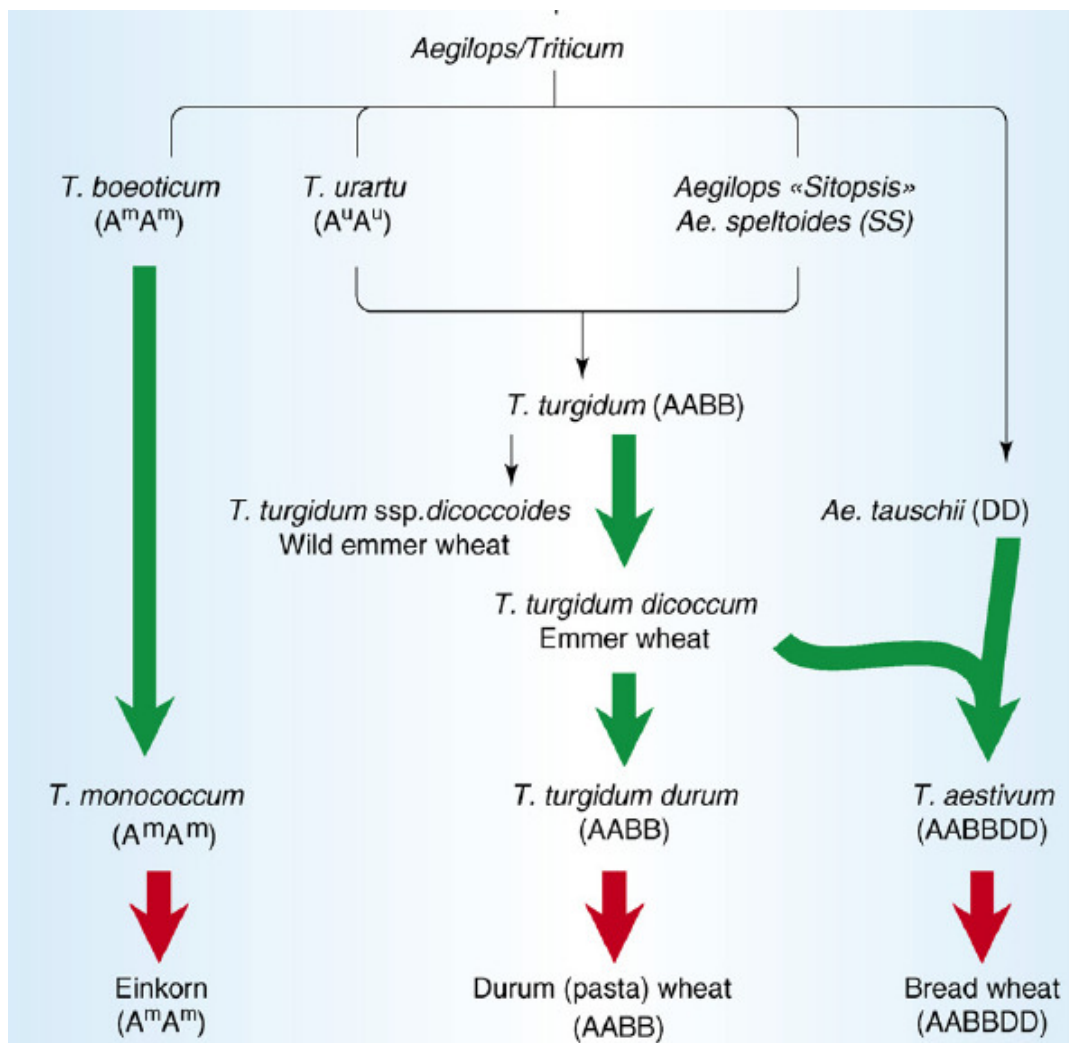 Aegilops/Triticum
T. boeoticum
(AᵐAᵐ)
T. urartu
(AᵘAᵘ)
Aegilops «Sitopsis»
Ae. speltoides (SS)
T. turgidum (AABB)
T. turgidum ssp.dicoccoides
Wild emmer wheat
Ae. tauschii (DD)
T. turgidum dicoccum
Emmer wheat
T. monococcum
(AᵐAᵐ)
T. turgidum durum
(AABB)
T. aestivum
(AABBDD)
Einkorn
(AᵐAᵐ)
Durum (pasta) wheat
(AABB)
Bread wheat
(AABBDD)